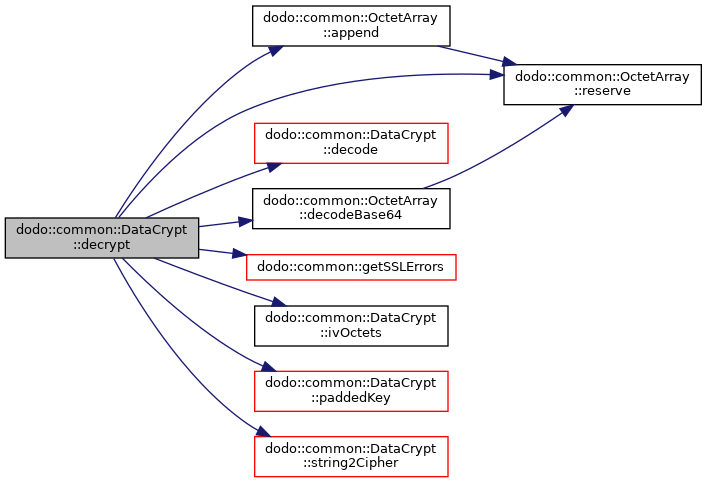 dodo::common::OctetArray
::append
dodo::common::OctetArray
::reserve
dodo::common::DataCrypt
::decode
dodo::common::OctetArray
::decodeBase64
dodo::common::DataCrypt
::decrypt
dodo::common::getSSLErrors
dodo::common::DataCrypt
::ivOctets
dodo::common::DataCrypt
::paddedKey
dodo::common::DataCrypt
::string2Cipher